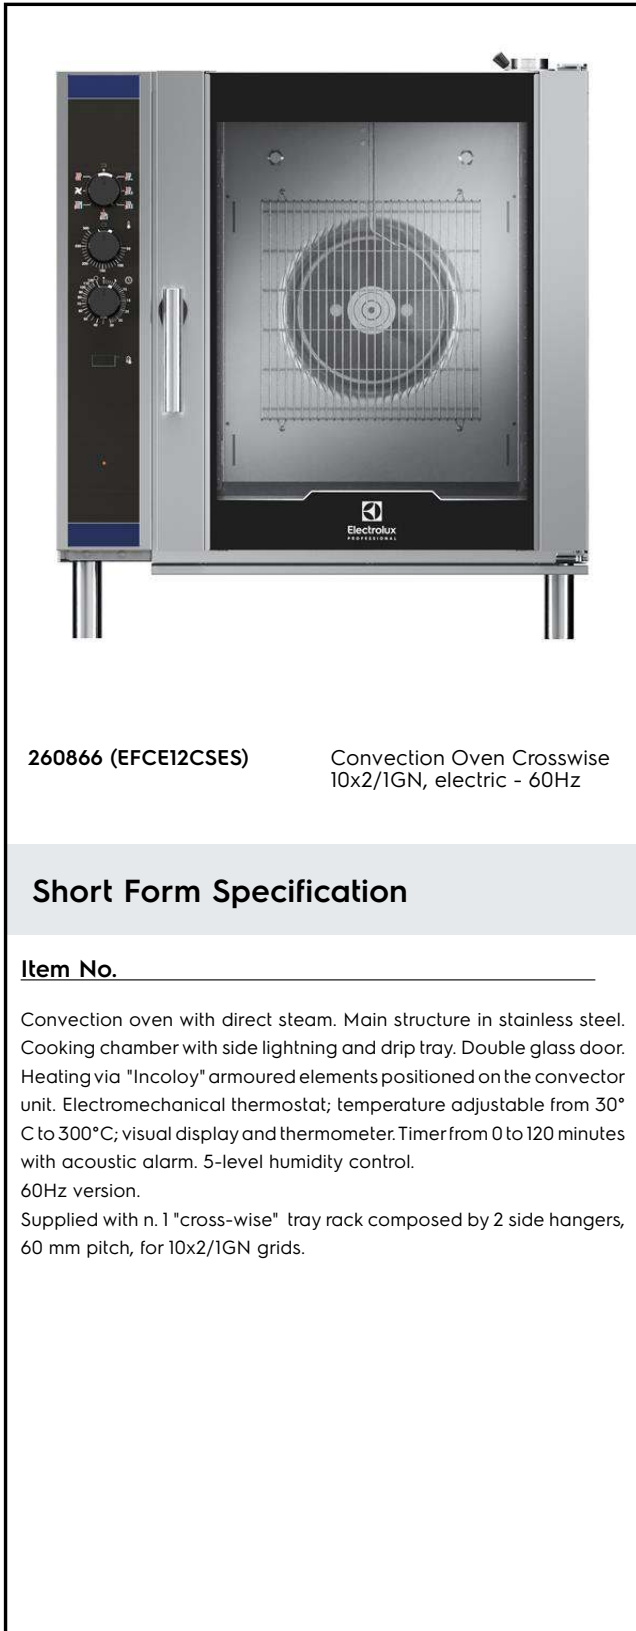 Electrolux
PROFESSIONAL
260866 (EFCE12CSES)
Convection Oven Crosswise
10x2/1GN, electric - 60Hz
Short Form Specification
Item No.
Convection oven with direct steam. Main structure in stainless steel.
Cooking chamber with side lightning and drip tray. Double glass door.
Heating via "Incoloy" armoured elements positioned on the convector
unit. Electromechanical thermostat; temperature adjustable from 30°
C to 300°C; visual display and thermometer. Timer from 0 to 120 minutes
with acoustic alarm. 5-level humidity control.
60Hz version.
Supplied with n. 1 "cross-wise" tray rack composed by 2 side hangers,
60 mm pitch, for 10x2/1GN grids.